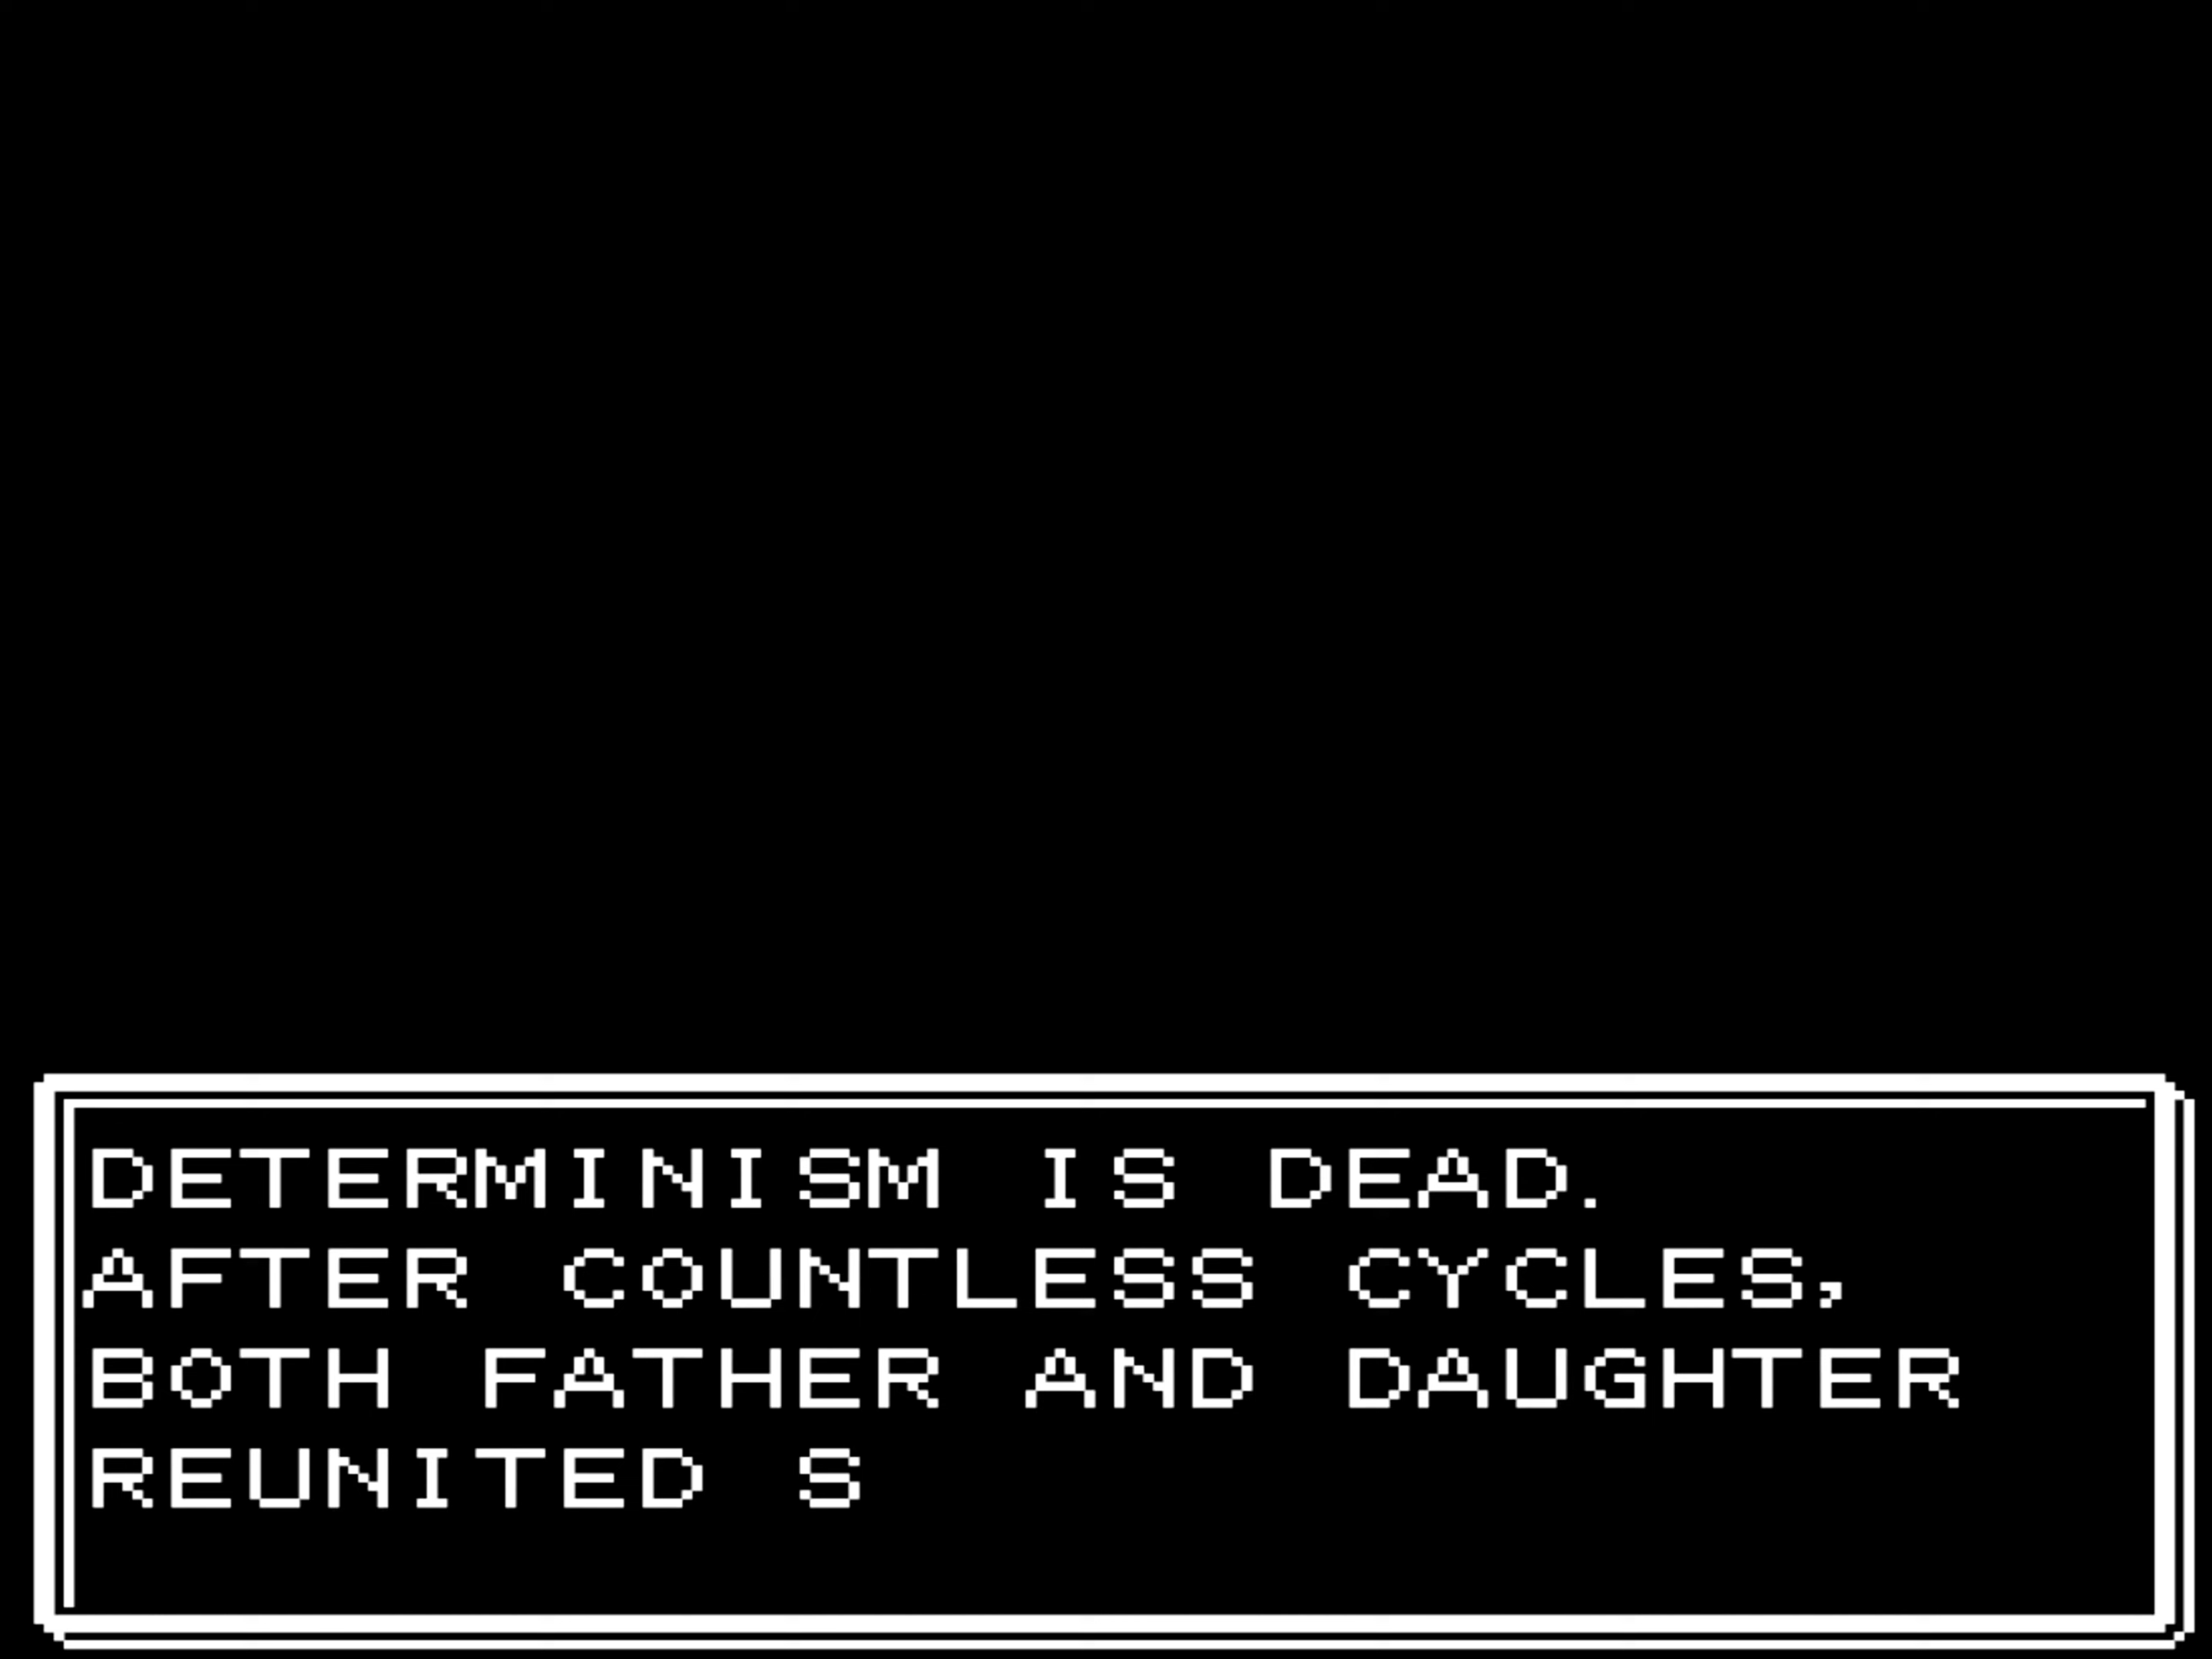 DETERMINISM IS DEAD.
AFTER COUNTLESS CYCLES,
BOTH FATHER AND DAUGHTER
REUNITED S